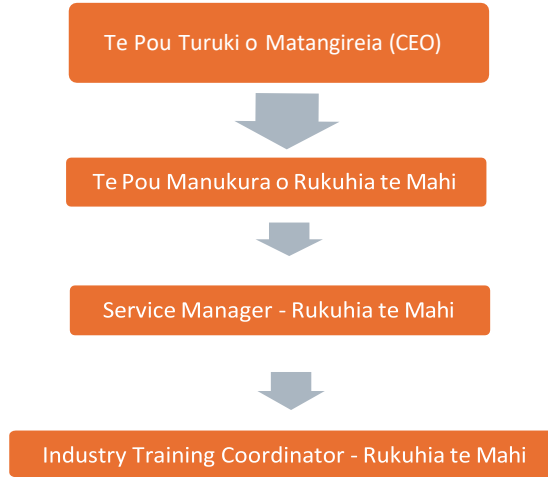 Te Pou Turuki o Matangireia (CEO)
Te Pou Manukura o Rukuhia te Mahi
Service Manager - Rukuhia te Mahi
Industry Training Coordinator - Rukuhia te Mahi